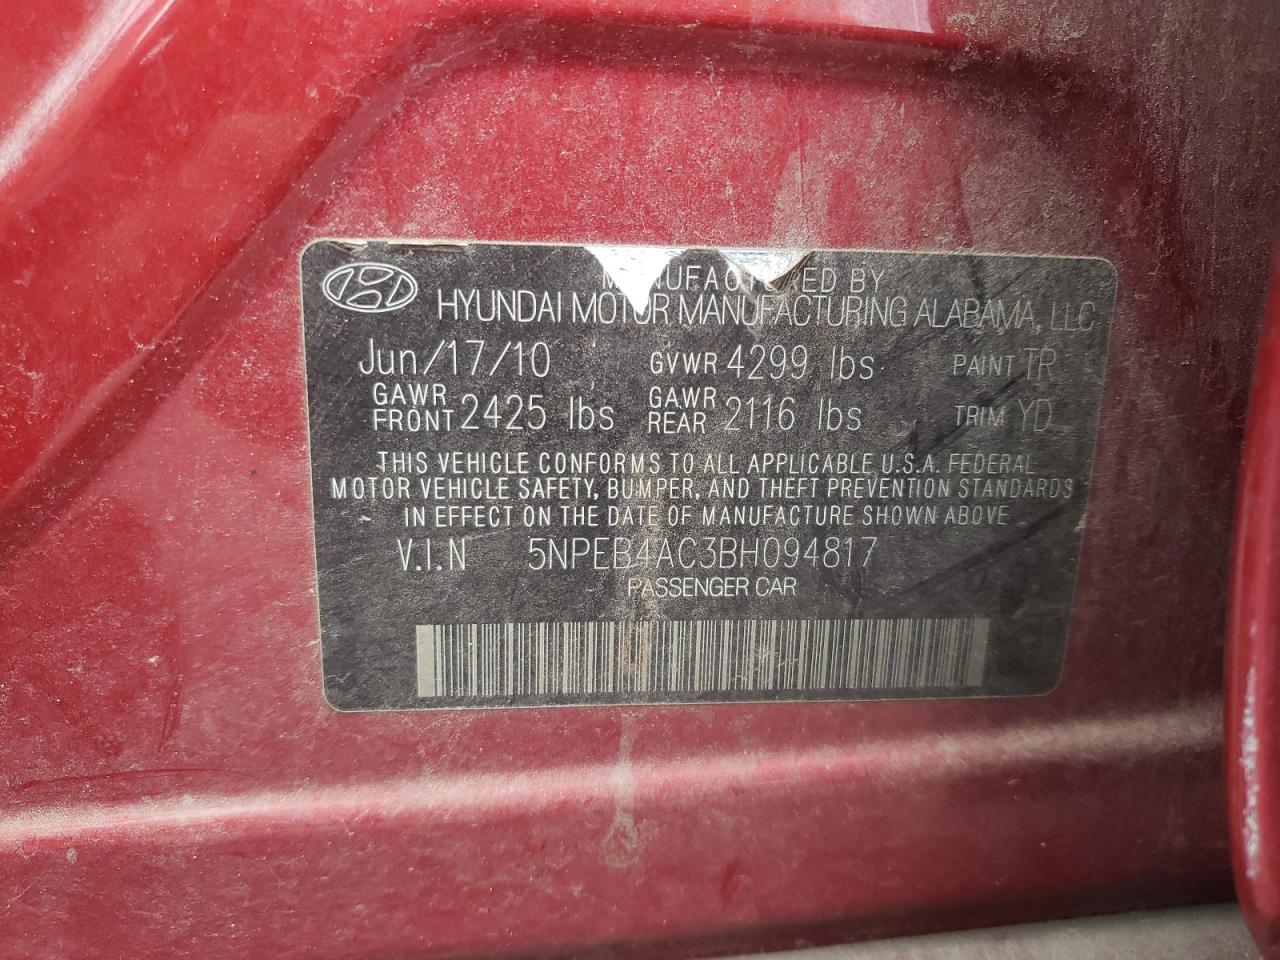 MANUFACTURED BY
HYUNDAI MOTOR MANUFACTURING ALABAMA, LLC
Jun/17/10 GVWR 4299 lbs PAINT TR
GAWR FRONT 2425 lbs GAWR REAR 2116 lbs TRIM YD
THIS VEHICLE CONFORMS TO ALL APPLICABLE U.S.A. FEDERAL
MOTOR VEHICLE SAFETY, BUMPER, AND THEFT PREVENTION STANDARDS
IN EFFECT ON THE DATE OF MANUFACTURE SHOWN ABOVE
V.I.N 5NPEB4AC3BH094817
PASSENGER CAR